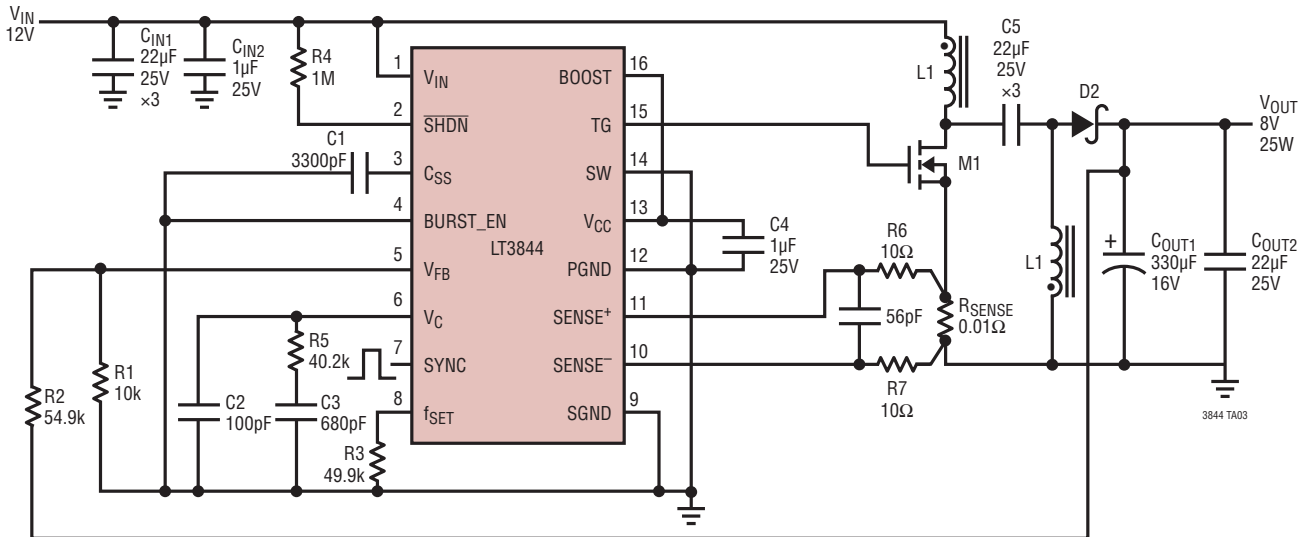 VIN
12V
CIN1
22µF
25V
×3
CIN2
1µF
25V
R4
1M
C1
3300pF
1
VIN
2
SHDN
3
CSS
4
BURST_EN
5
VFB
6
VC
7
SYNC
8
fSET
LT3844
16
BOOST
15
TG
14
SW
13
VCC
12
PGND
11
SENSE+
10
SENSE–
9
SGND
R2
54.9k
R1
10k
C2
100pF
R5
40.2k
C3
680pF
R3
49.9k
C4
1µF
25V
L1
M1
C5
22µF
25V
×3
D2
VOUT
8V
25W
R6
10Ω
56pF
R7
10Ω
RSENSE
0.01Ω
L1
+
COUT1
330µF
16V
COUT2
22µF
25V
3844 TA03